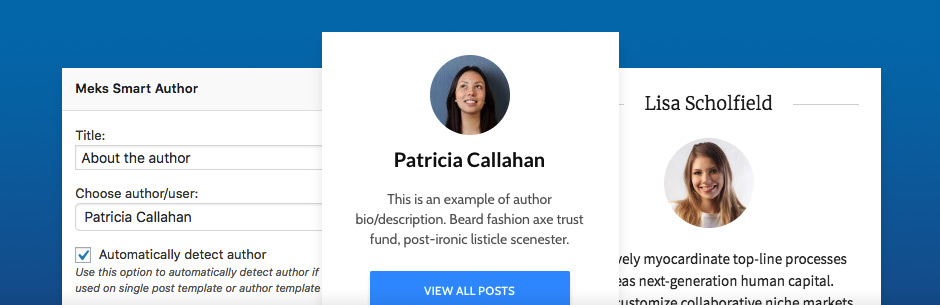 Meks Smart Author
Title:
About the author
Choose author/user:
Patricia Callahan
Automatically detect author
Use this option to automatically detect author if
used on single post template or author template
Patricia Callahan
This is an example of author
bio/description. Beard fashion axe trust
fund, post-ironic listicle scenester.
VIEW ALL POSTS
Lisa Scholfield
vely myocardinate top-line processes
eas next-generation human capital.
customize collaborative niche markets